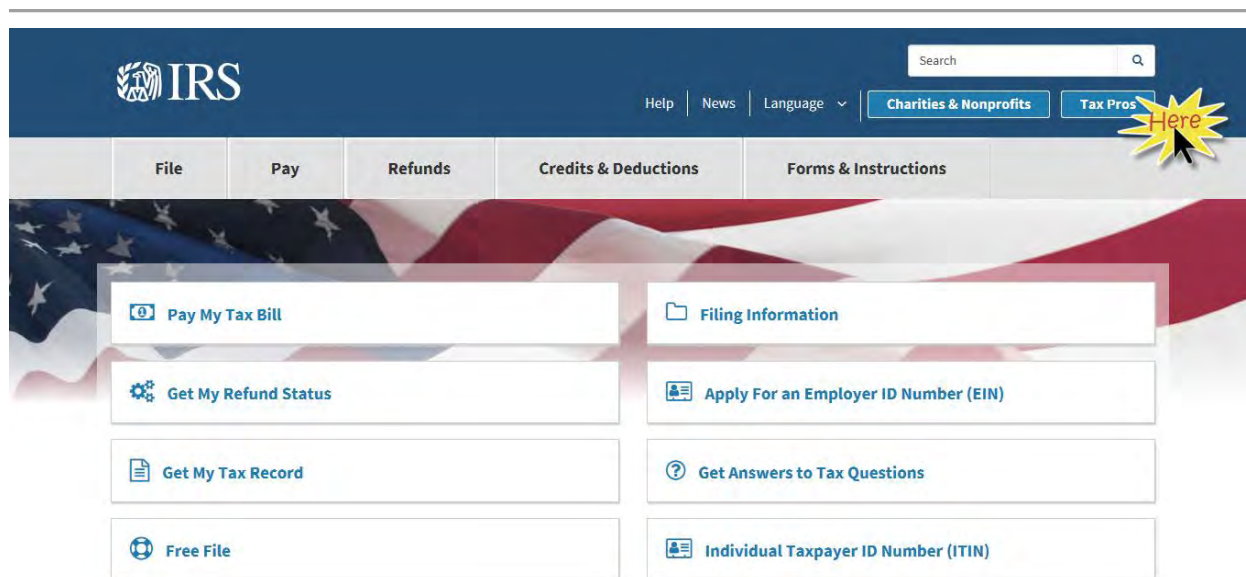 IRS
Search
Help News Language Charities & Nonprofits Tax Pros
Here
File Pay Refunds Credits & Deductions Forms & Instructions
Pay My Tax Bill
Filing Information
Get My Refund Status
Apply For an Employer ID Number (EIN)
Get My Tax Record
Get Answers to Tax Questions
Free File
Individual Taxpayer ID Number (ITIN)